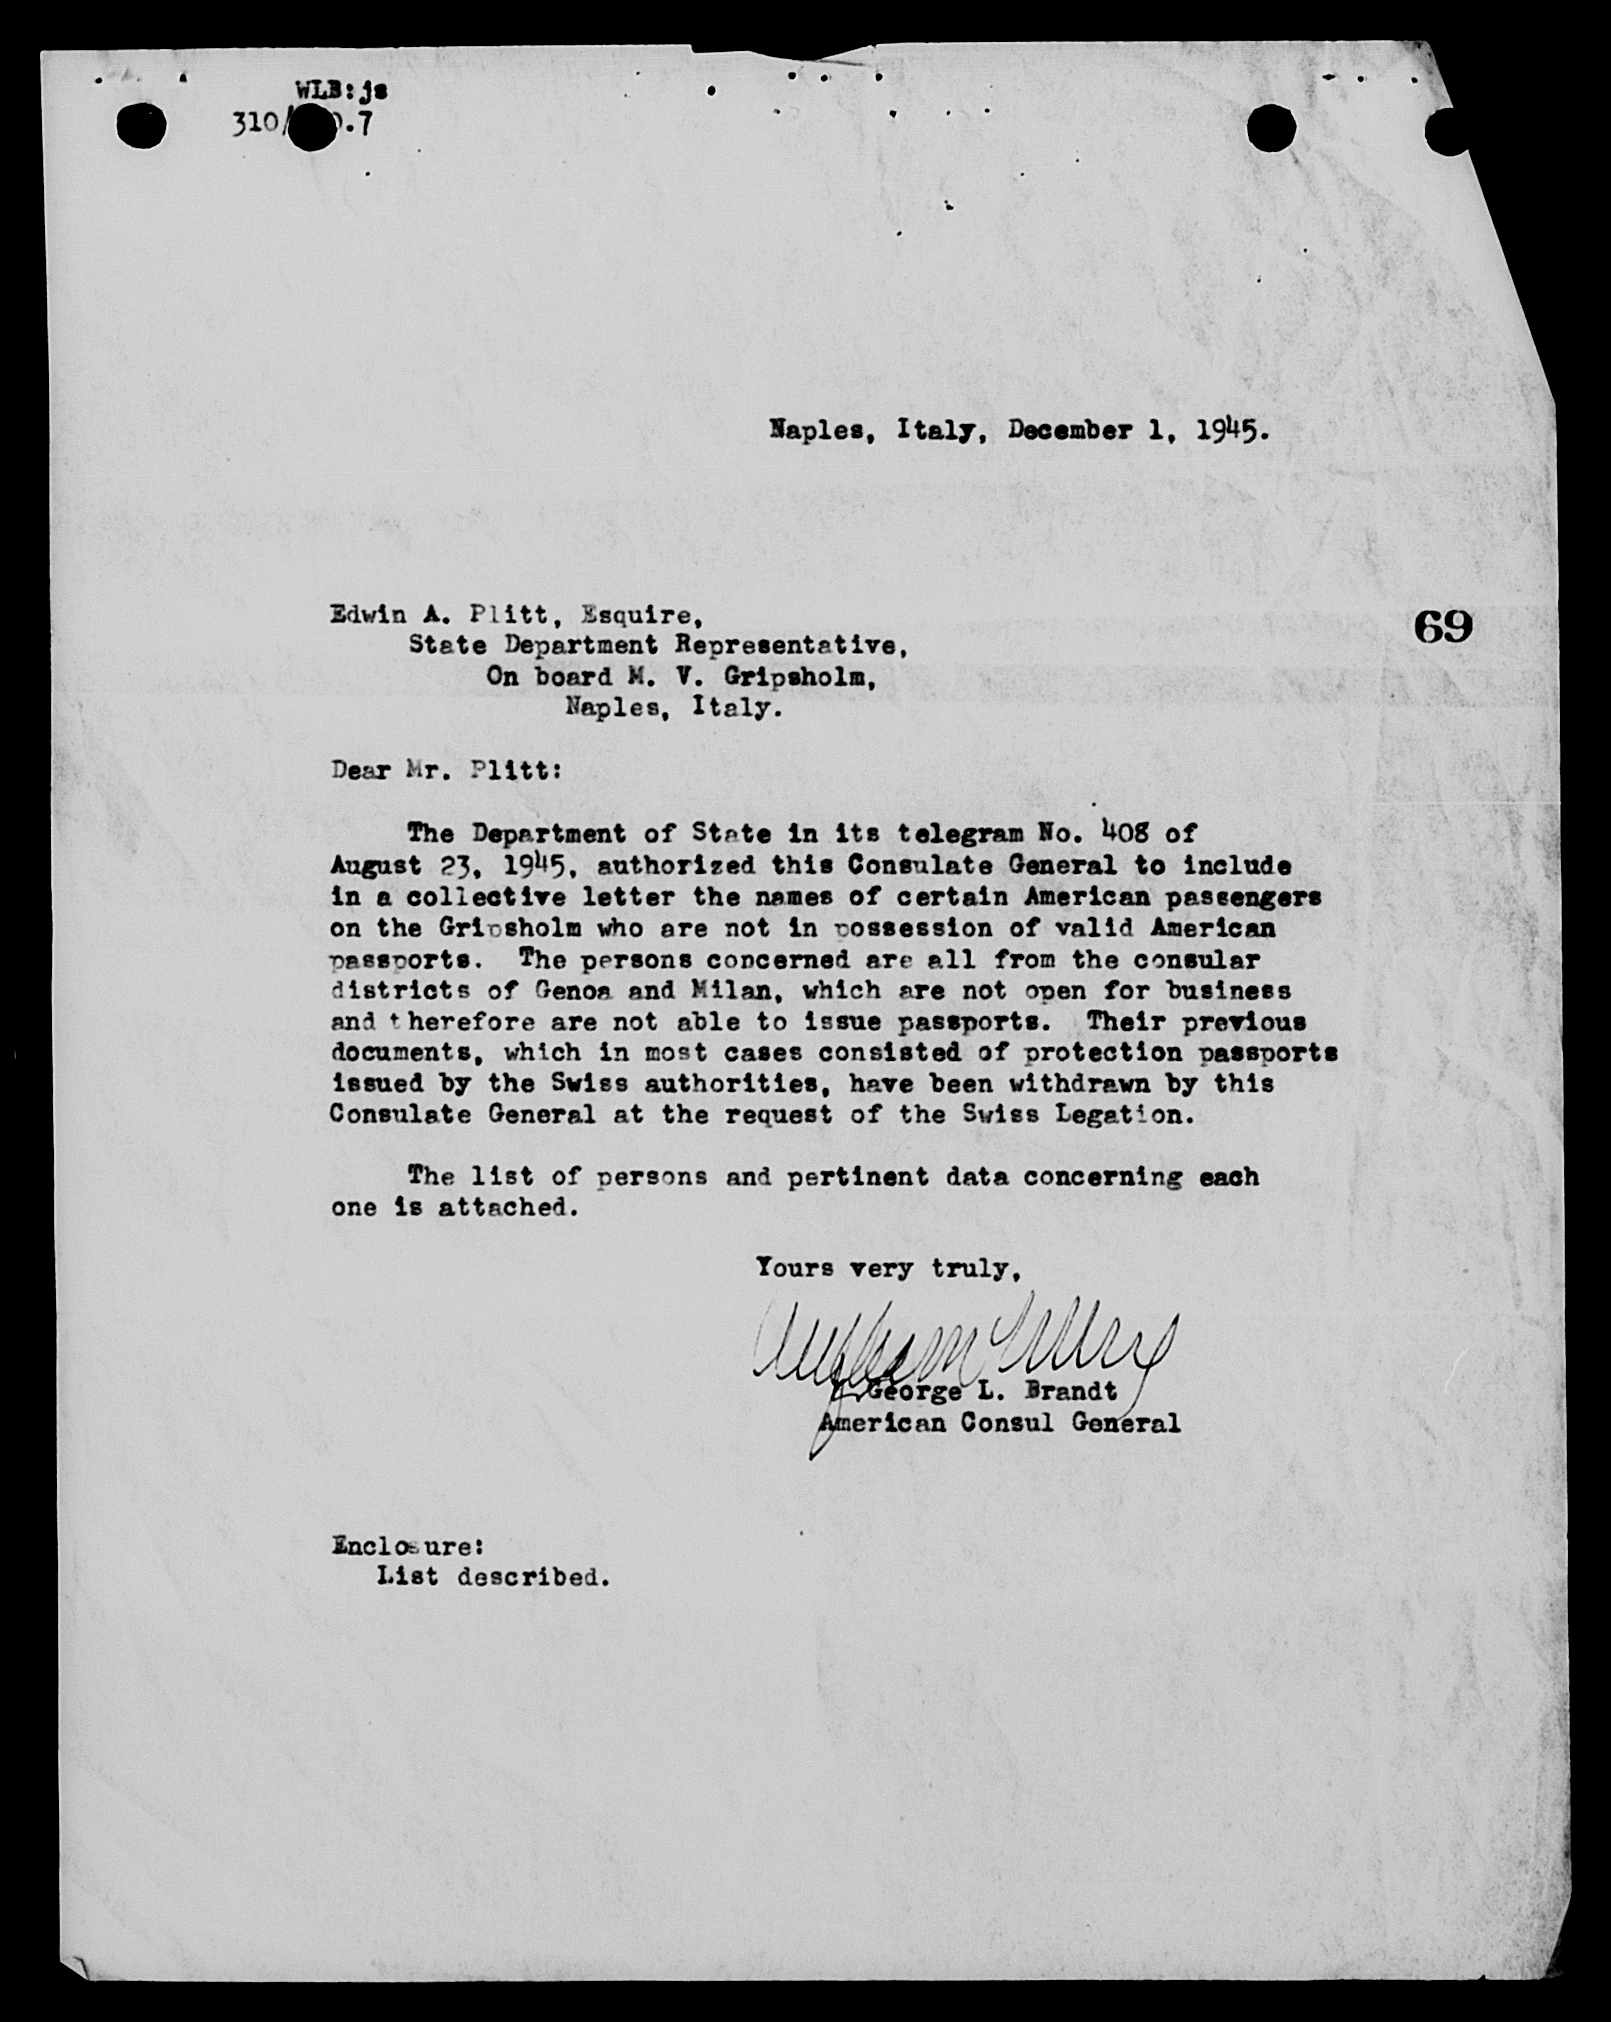 WLB:js
310/ .7
Naples, Italy, December 1, 1945.
69
Edwin A. Plitt, Esquire,
State Department Representative,
On board M. V. Gripsholm,
Naples, Italy.
Dear Mr. Plitt:
The Department of State in its telegram No. 408 of
August 23, 1945, authorized this Consulate General to include
in a collective letter the names of certain American passengers
on the Gripsholm who are not in possession of valid American
passports. The persons concerned are all from the consular
districts of Genoa and Milan, which are not open for business
and therefore are not able to issue passports. Their previous
documents, which in most cases consisted of protection passports
issued by the Swiss authorities, have been withdrawn by this
Consulate General at the request of the Swiss Legation.
The list of persons and pertinent data concerning each
one is attached.
Yours very truly,
George L. Brandt
American Consul General
Enclosure:
List described.